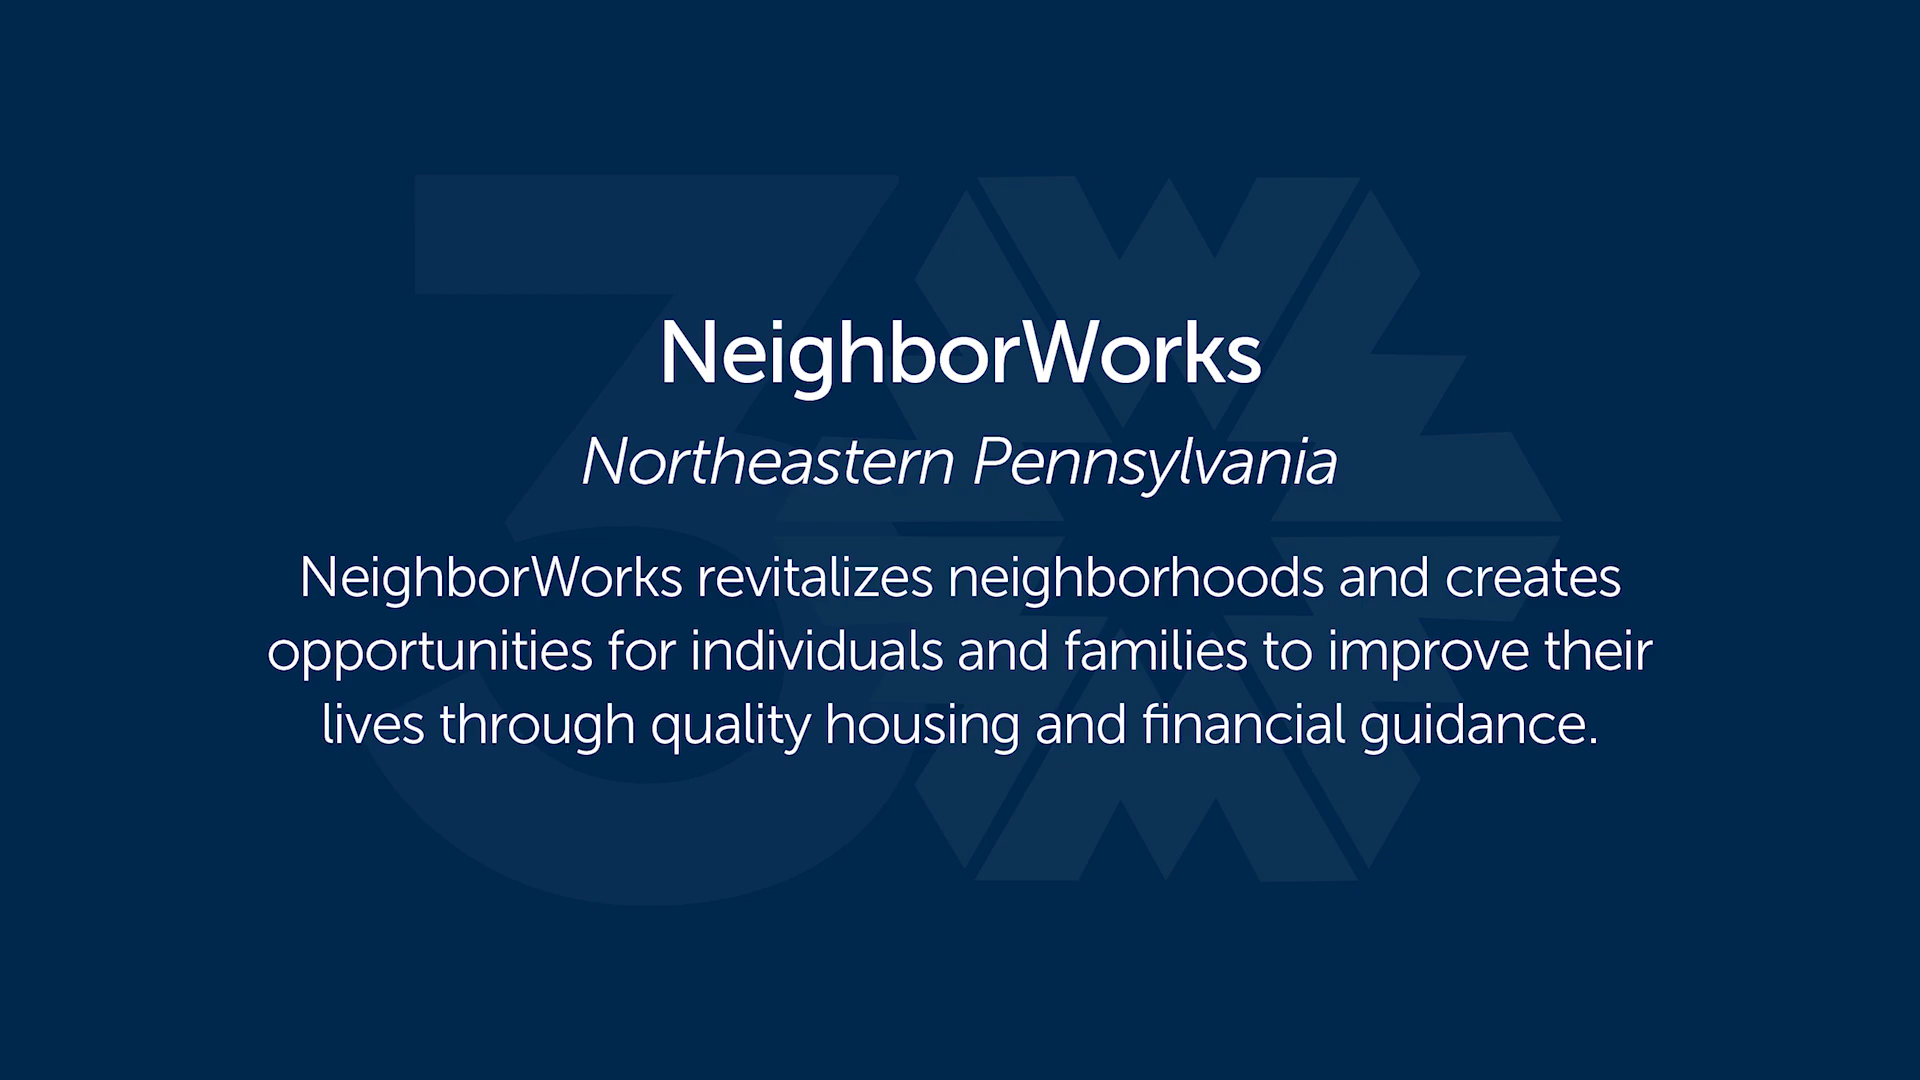 NeighborWorks
Northeastern Pennsylvania
NeighborWorks revitalizes neighborhoods and creates
opportunities for individuals and families to improve their
lives through quality housing and financial guidance.